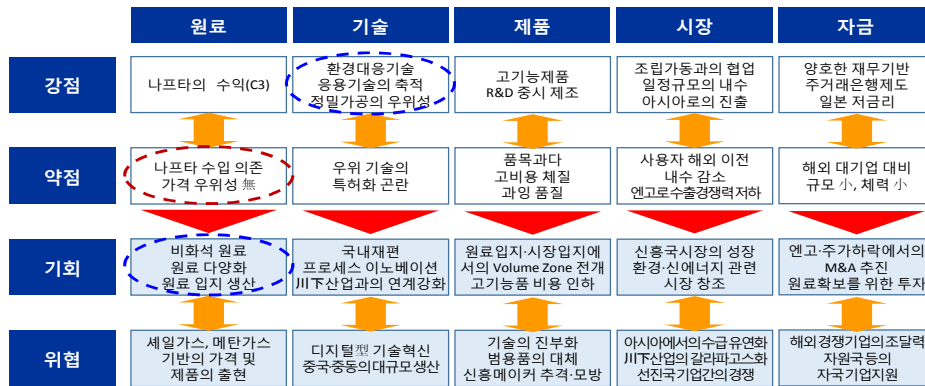 원료
기술
제품
시장
자금
강점
나프타의 수익(C3)
환경대응기술
응용기술의 축적
정밀가공의 우위성
고기능제품
R&D 중시 제조
조립가동과의 협업
일정규모의 내수
아시아로의 진출
양호한 재무기반
주거래은행제도
일본 저금리
약점
나프타 수입 의존
가격 우위성 無
우위 기술의
특허화 곤란
품목과다
고비용 체질
과잉 품질
사용자 해외 이전
내수 감소
엔고로수출경쟁력저하
해외 대기업 대비
규모 小, 체력 小
기회
비화석 원료
원료 다양화
원료 입지 생산
국내재편
프로세스 이노베이션
川下산업과의 연계강화
원료입지·시장입지에
서의 Volume Zone 전개
고기능품 비용 인하
신흥국시장의 성장
환경·신에너지 관련
시장 창조
엔고·주가하락에서의
M&A 추진
원료확보를 위한 투자
위협
셰일가스, 메탄가스
기반의 가격 및
제품의 출현
디지털型 기술혁신
중국·중동의대규모생산
기술의 진부화
범용품의 대체
신흥메이커 추격·모방
아시아에서의수급유연화
川下산업의갈라파고스화
선진국기업간의경쟁
해외경쟁기업의조달력
자원국등의
자국기업지원